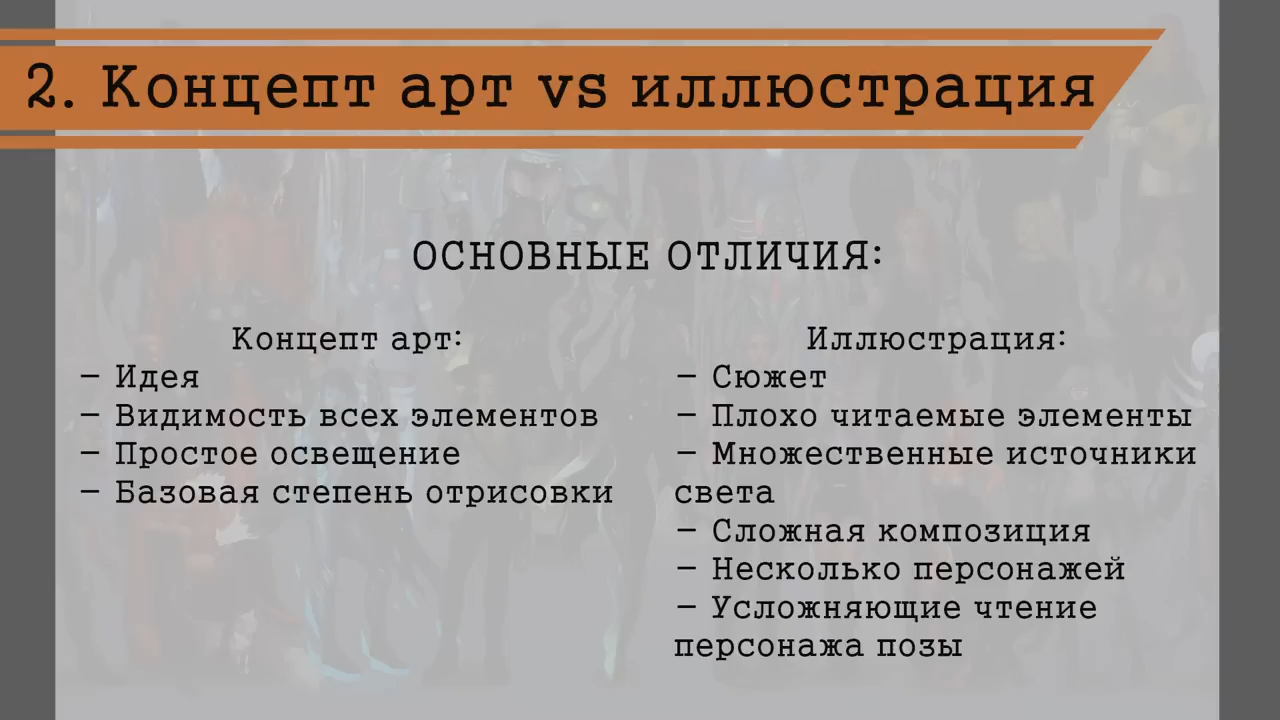 2. Концепт арт vs иллюстрация
ОСНОВНЫЕ ОТЛИЧИЯ:
Концепт арт:
– Идея
– Видимость всех элементов
– Простое освещение
– Базовая степень отрисовки
Иллюстрация:
– Сюжет
– Плохо читаемые элементы
– Множественные источники
света
– Сложная композиция
– Несколько персонажей
– Усложняющие чтение
персонажа позы